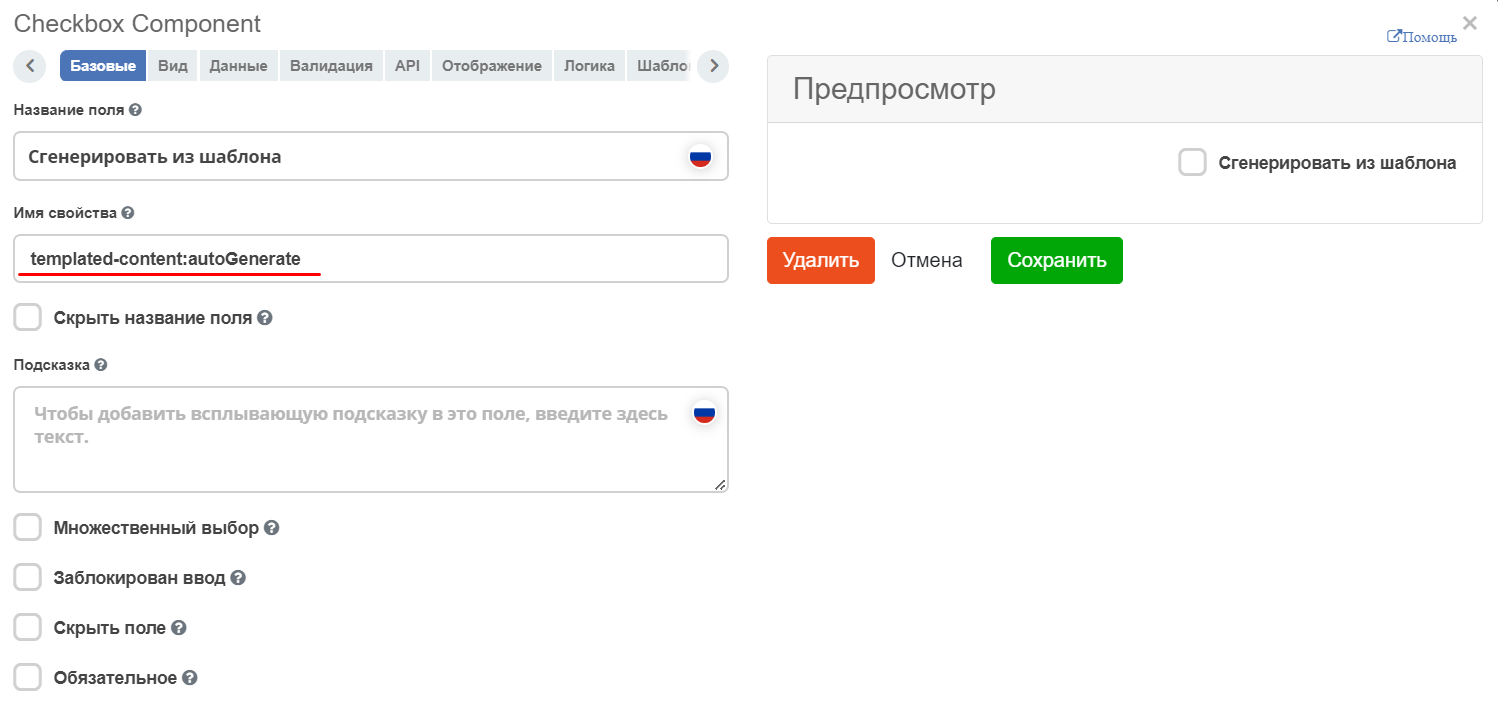 Checkbox Component
Помощь
Базовые Вид Данные Валидация API Отображение Логика Шабло
Название поля
Сгенерировать из шаблона
Имя свойства
templated-content:autoGenerate
Скрыть название поля
Подсказка
Чтобы добавить всплывающую подсказку в это поле, введите здесь
текст.
Множественный выбор
Заблокирован ввод
Скрыть поле
Обязательное
Предпросмотр
Сгенерировать из шаблона
Удалить Отмена Сохранить